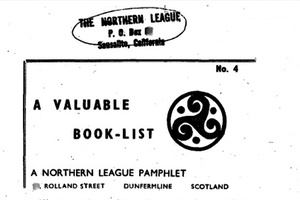 THE NORTHERN LEAGUE
P. O. Box
Sausalito, California
No. 4
A VALUABLE
BOOK-LIST
A NORTHERN LEAGUE PAMPHLET
ROLLAND STREET DUNFERMLINE SCOTLAND